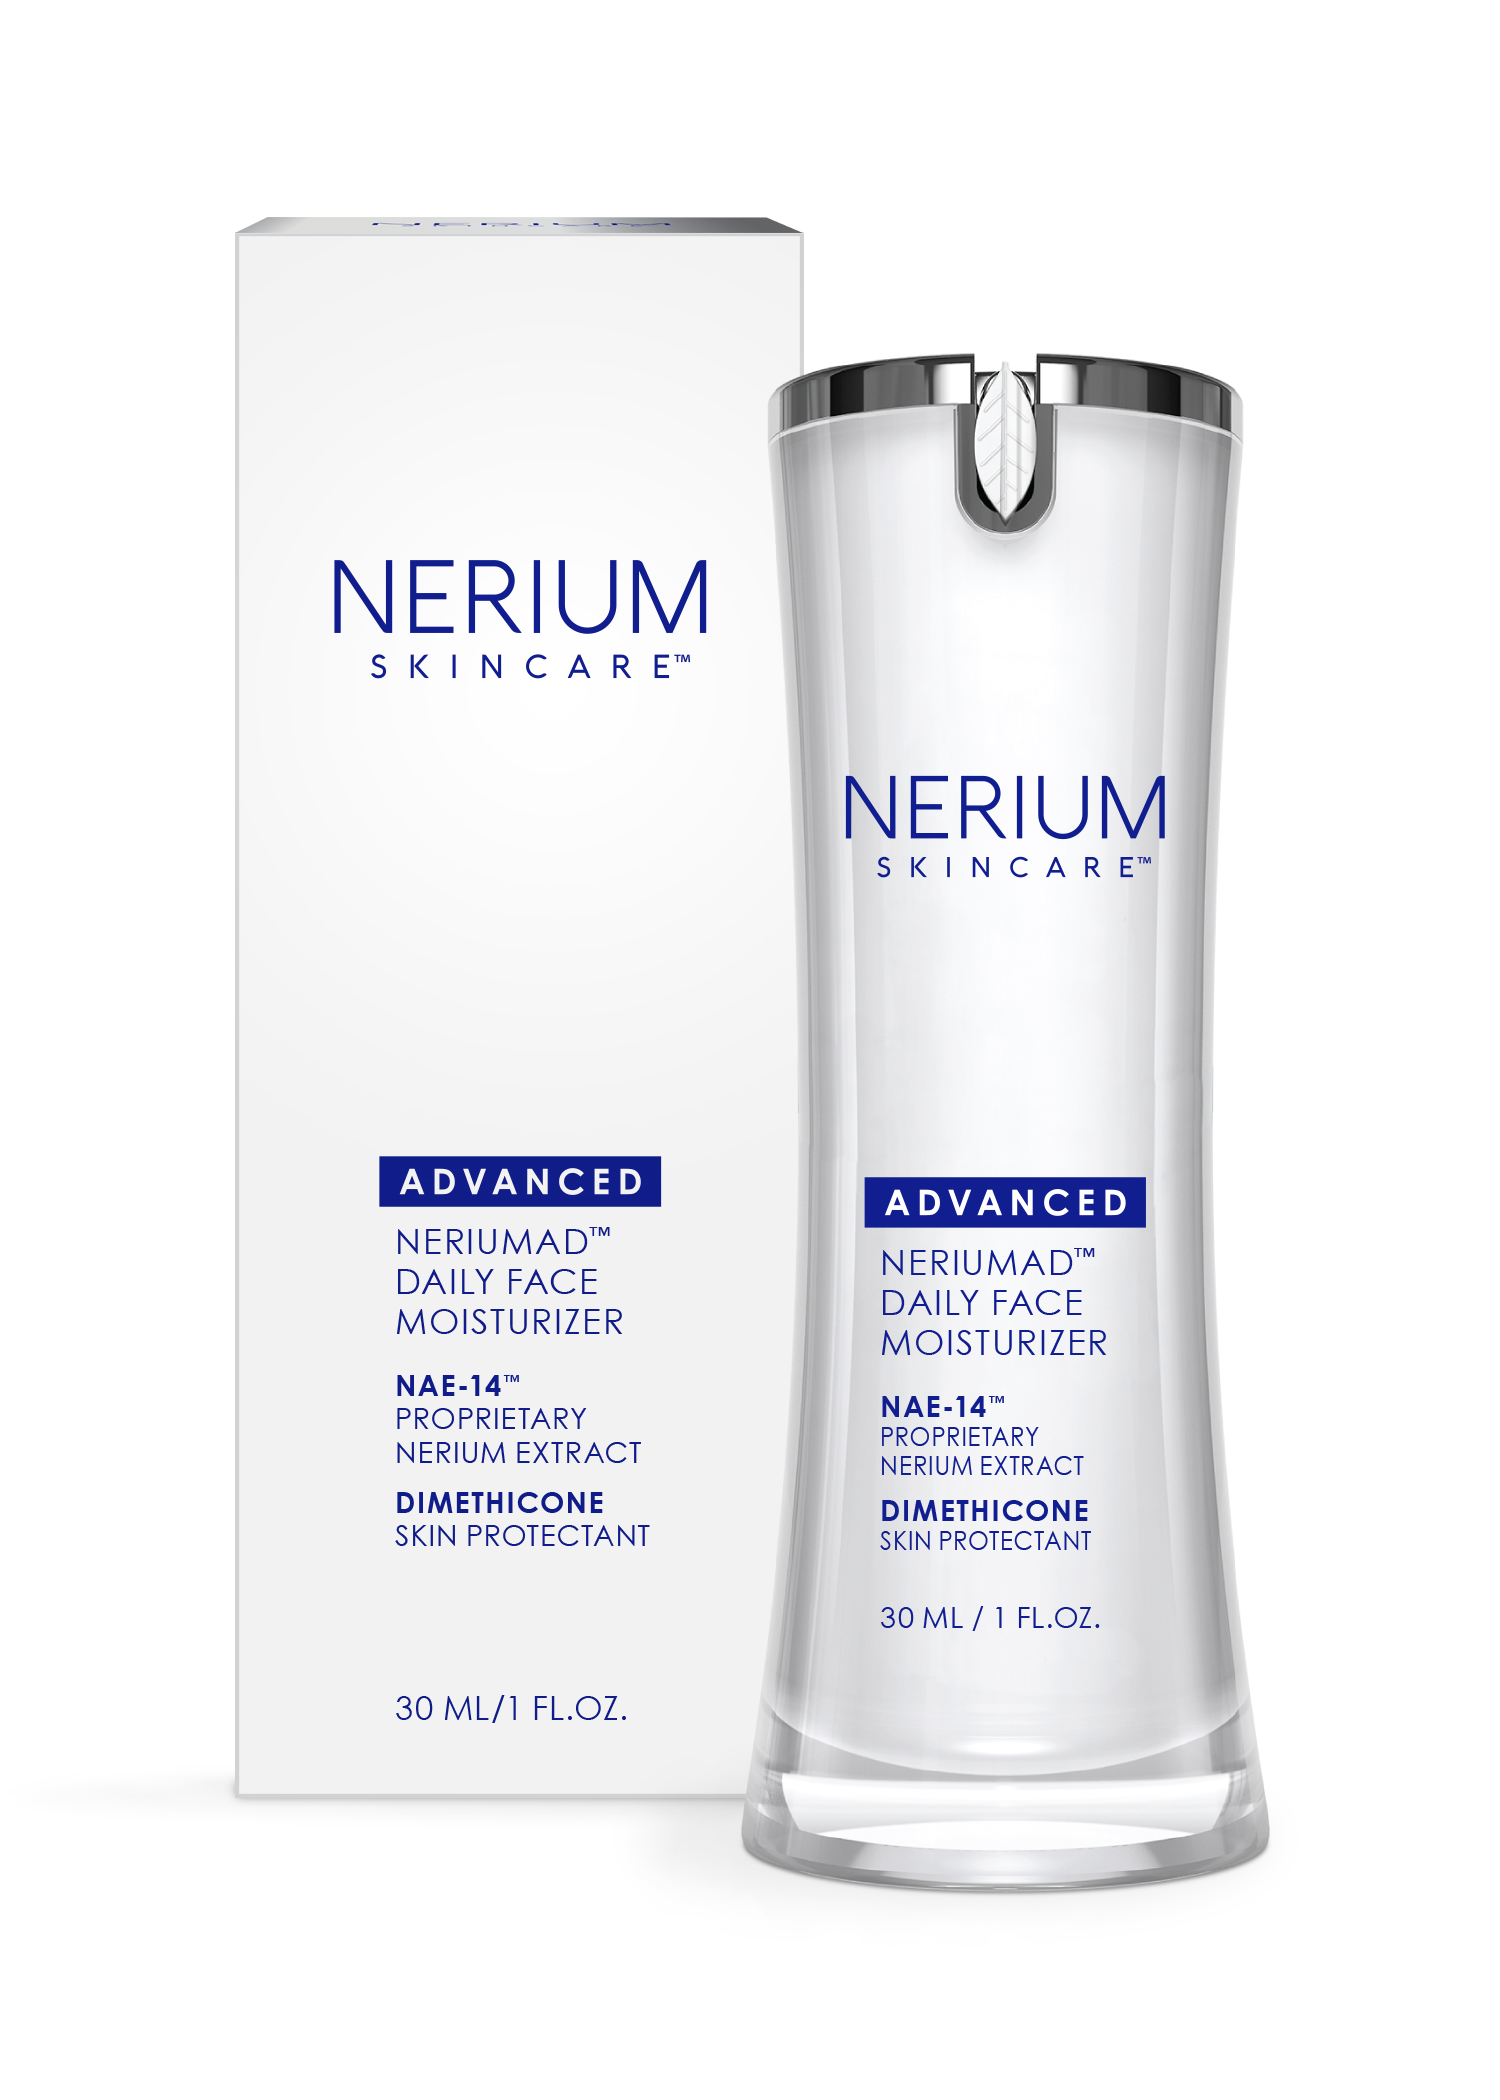 NERIUM
NERIUM
SKINCARE™
ADVANCED
NERIUMAD™
DAILY FACE
MOISTURIZER
NAE-14™
PROPRIETARY
NERIUM EXTRACT
DIMETHICONE
SKIN PROTECTANT
30 ML/1 FL.OZ.
NERIUM
SKINCARE™
ADVANCED
NERIUMAD™
DAILY FACE
MOISTURIZER
NAE-14™
PROPRIETARY
NERIUM EXTRACT
DIMETHICONE
SKIN PROTECTANT
30 ML / 1 FL.OZ.